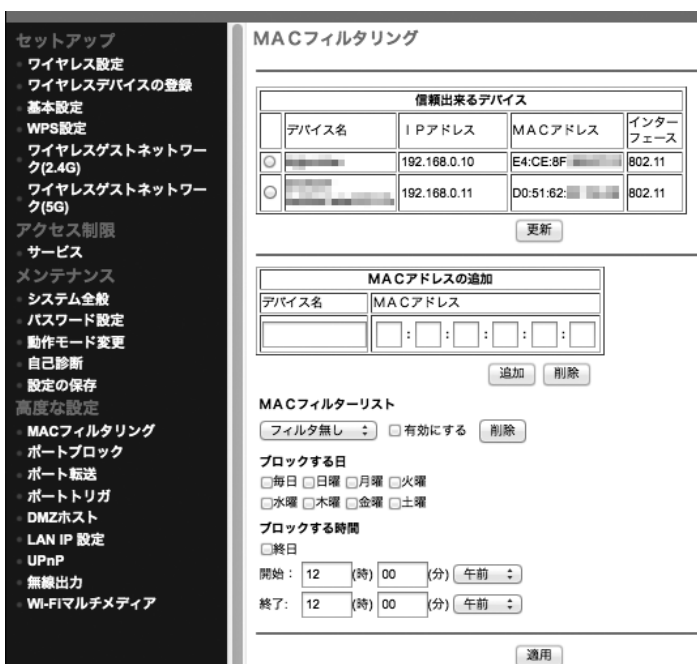 セットアップ
ワイヤレス設定
ワイヤレスデバイスの登録
基本設定
WPS設定
ワイヤレスゲストネットワー
ク(2.4G)
ワイヤレスゲストネットワー
ク(5G)
アクセス制限
サービス
メンテナンス
システム全般
パスワード設定
動作モード変更
自己診断
設定の保存
高度な設定
MACフィルタリング
ポートブロック
ポート転送
ポートトリガ
DMZホスト
LAN IP 設定
UPnP
無線出力
Wi-Fiマルチメディア
MACフィルタリング
信頼出来るデバイス
デバイス名 IPアドレス MACアドレス インターフェース
192.168.0.10 E4:CE:8F 802.11
192.168.0.11 D0:51:62: 802.11
更新
MACアドレスの追加
デバイス名 MACアドレス
: : : : :
追加 削除
MACフィルターリスト
フィルタ無し 有効にする 削除
ブロックする日
毎日 日曜 月曜 火曜
水曜 木曜 金曜 土曜
ブロックする時間
終日
開始: 12 (時) 00 (分) 午前
終了: 12 (時) 00 (分) 午前
適用